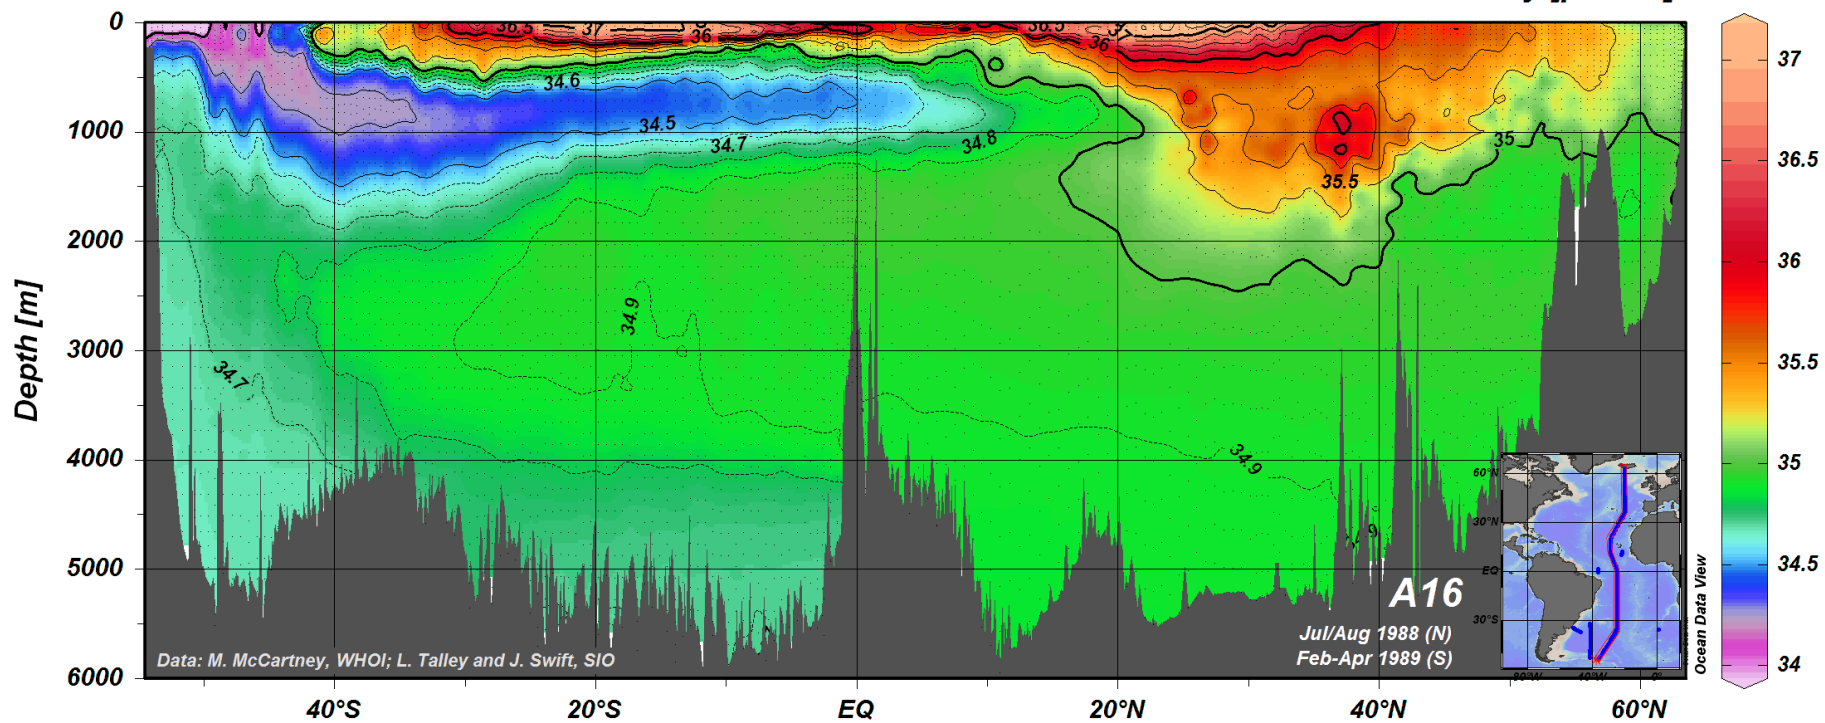 0
1000
2000
3000
4000
5000
6000
Depth [m]
40°S
20°S
EQ
20°N
40°N
60°N
36.5
37
36
36.5
37
36
34.6
34.5
34.7
34.8
35
35.5
34.9
34.7
34.9
A16
Jul/Aug 1988 (N)
Feb-Apr 1989 (S)
Data: M. McCartney, WHOI; L. Talley and J. Swift, SIO
60°N
30°N
EQ
30°S
0°
Ocean Data View
37
36.5
36
35.5
35
34.5
34